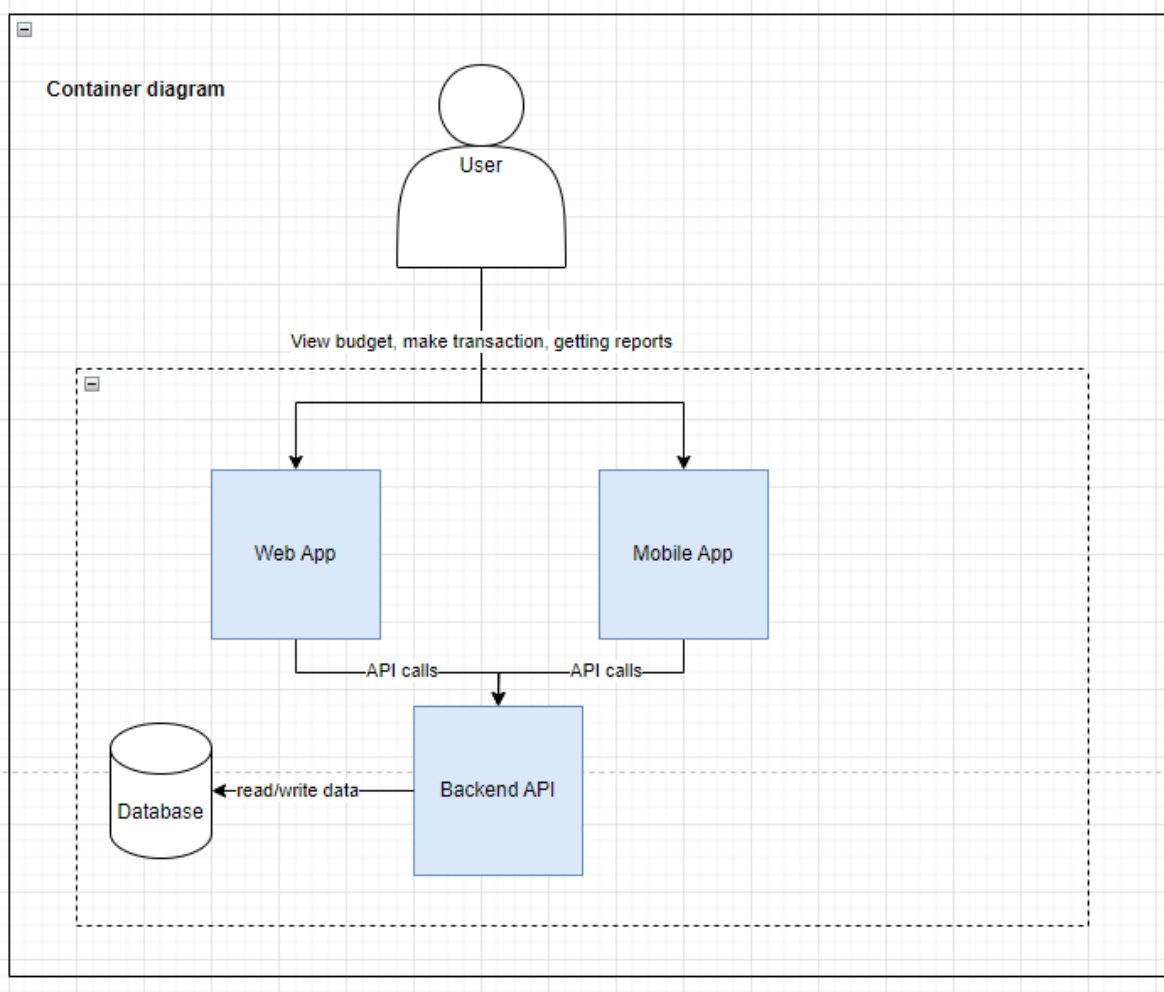 Container diagram
User
View budget, make transaction, getting reports
Web App
Mobile App
API calls
API calls
Database
read/write data
Backend API